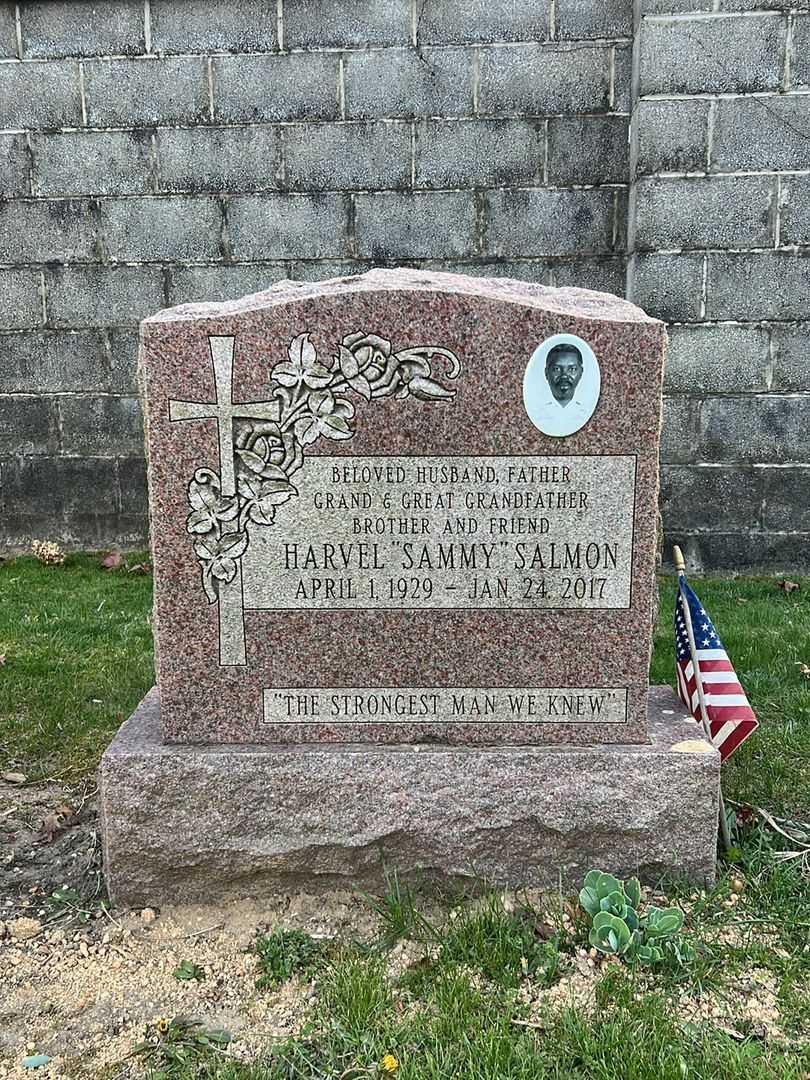 BELOVED HUSBAND, FATHER
GRAND & GREAT GRANDFATHER
BROTHER AND FRIEND
HARVEL "SAMMY" SALMON
APRIL 1, 1929 - JAN. 24, 2017
"THE STRONGEST MAN WE KNEW"